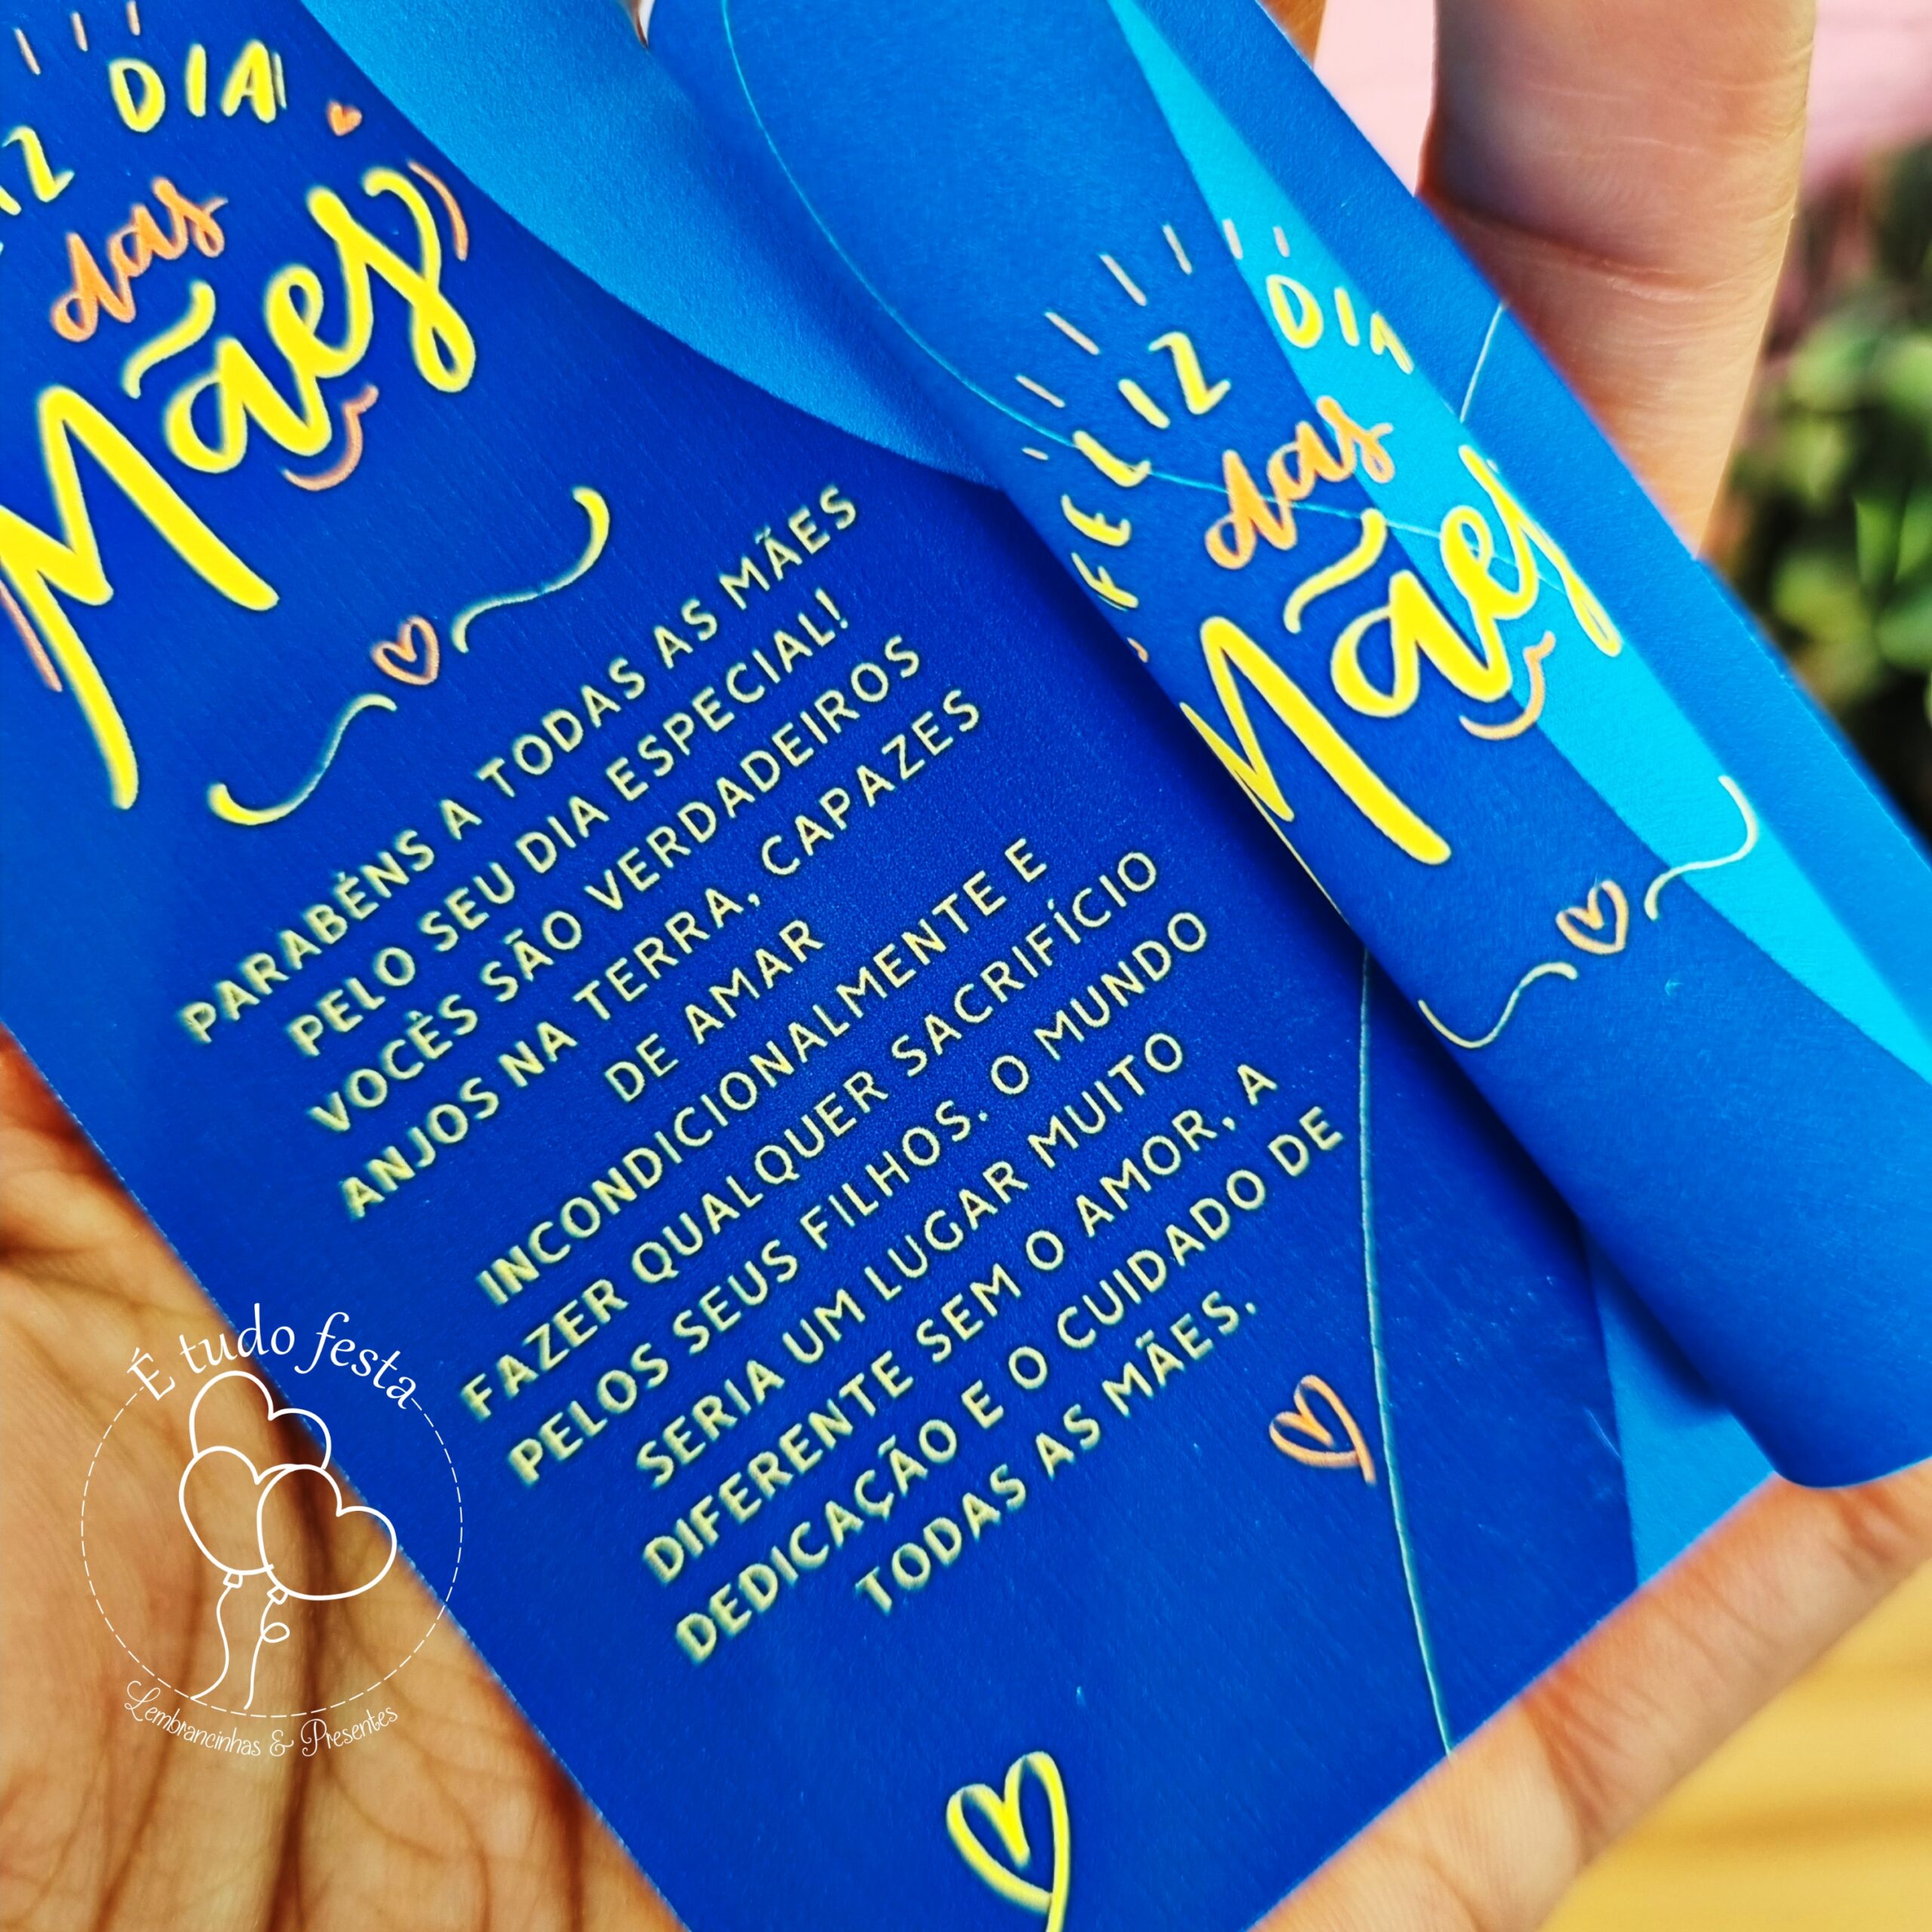 IZ DIA
das
Mães
PARABÉNS A TODAS AS MÃES
PELO SEU DIA ESPECIAL!
VOCÊS SÃO VERDADEIROS
ANJOS NA TERRA, CAPAZES
DE AMAR
INCONDICIONALMENTE E
FAZER QUALQUER SACRIFÍCIO
PELOS SEUS FILHOS. O MUNDO
SERIA UM LUGAR MUITO
DIFERENTE SEM O AMOR, A
DEDICAÇÃO E O CUIDADO DE
TODAS AS MÃES.
FELIZ DIA
das
Mães
É tudo festa
Lembrancinhas & Presentes